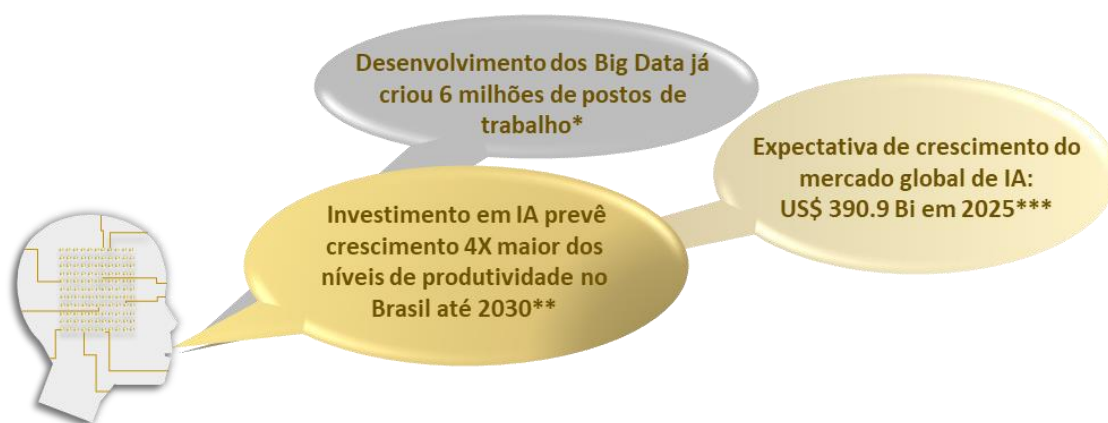 Desenvolvimento dos Big Data já
criou 6 milhões de postos de
trabalho*
Expectativa de crescimento do
mercado global de IA:
US$ 390.9 Bi em 2025***
Investimento em IA prevê
crescimento 4X maior dos
níveis de produtividade no
Brasil até 2030**